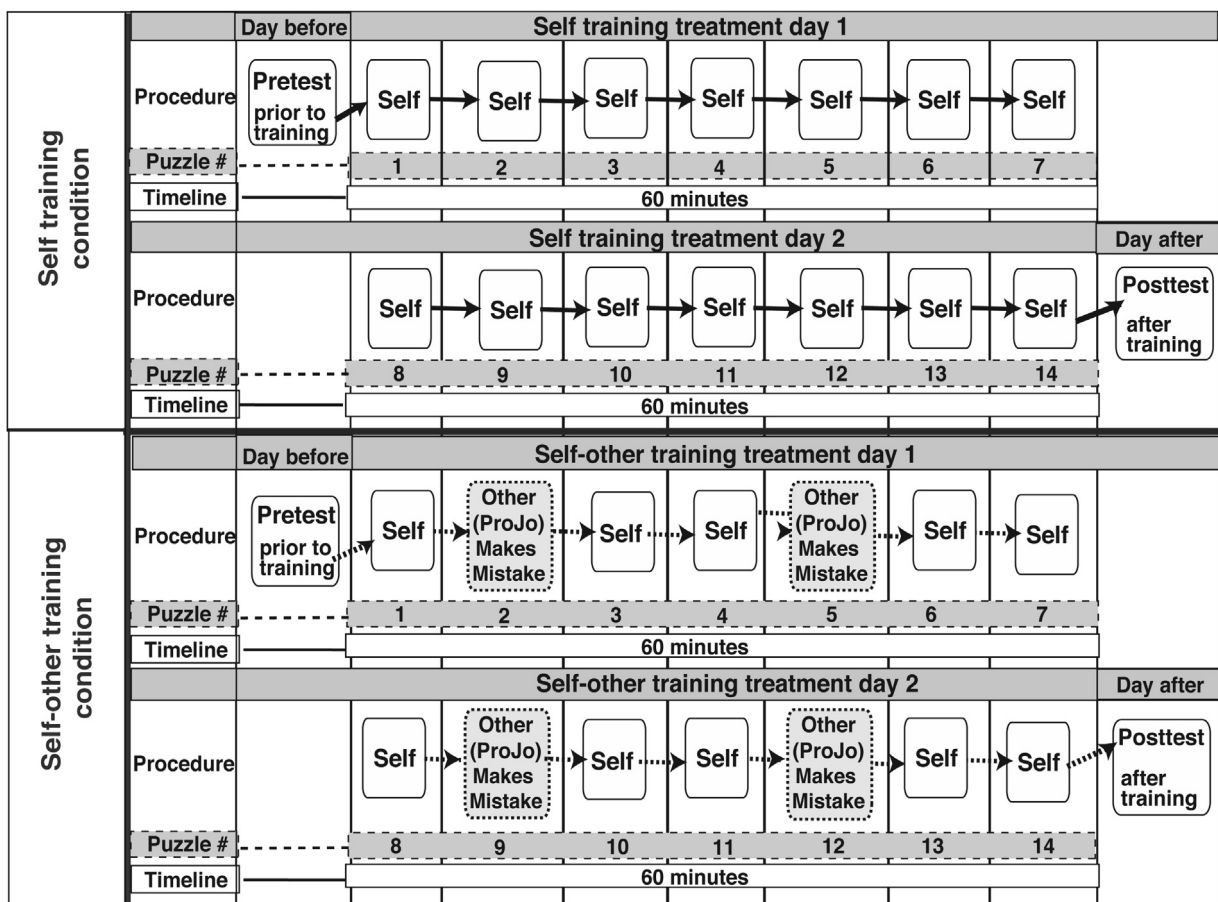 Self training condition
Day before Self training treatment day 1
Procedure
Pretest
prior to
training
Self Self Self Self Self Self Self
Puzzle # 1 2 3 4 5 6 7
Timeline 60 minutes
Self training treatment day 2 Day after
Procedure
Self Self Self Self Self Self Self
Posttest
after
training
Puzzle # 8 9 10 11 12 13 14
Timeline 60 minutes
Self-other training condition
Day before Self-other training treatment day 1
Procedure
Pretest
prior to
training
Self
Other
(ProJo)
Makes
Mistake
Self Self
Other
(ProJo)
Makes
Mistake
Self Self
Puzzle # 1 2 3 4 5 6 7
Timeline 60 minutes
Self-other training treatment day 2 Day after
Procedure
Self
Other
(ProJo)
Makes
Mistake
Self Self
Other
(ProJo)
Makes
Mistake
Self Self
Posttest
after
training
Puzzle # 8 9 10 11 12 13 14
Timeline 60 minutes